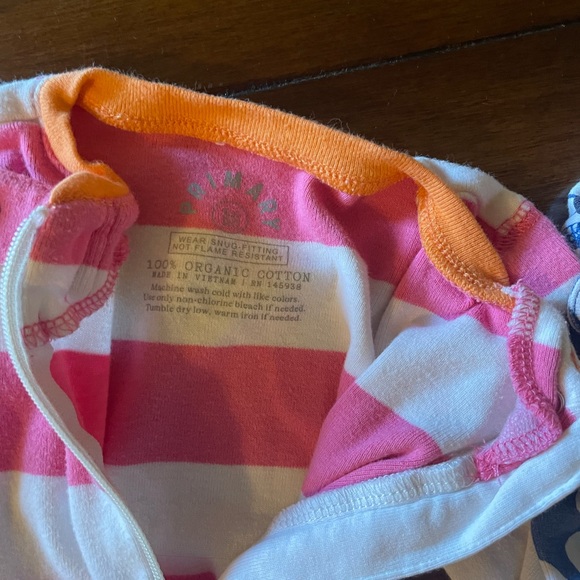 PRIMARY
WEAR SNUG-FITTING
NOT FLAME RESISTANT
100% ORGANIC COTTON
MADE IN VIETNAM | RN 145938
Machine wash cold with like colors.
Use only non-chlorine bleach if needed.
Tumble dry low, warm iron if needed.